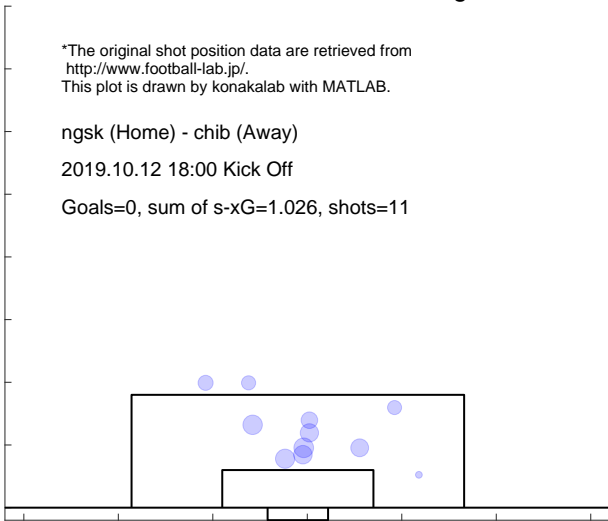 *The original shot position data are retrieved from
http://www.football-lab.jp/.
This plot is drawn by konakalab with MATLAB.
ngsk (Home) - chib (Away)
2019.10.12 18:00 Kick Off
Goals=0, sum of s-xG=1.026, shots=11